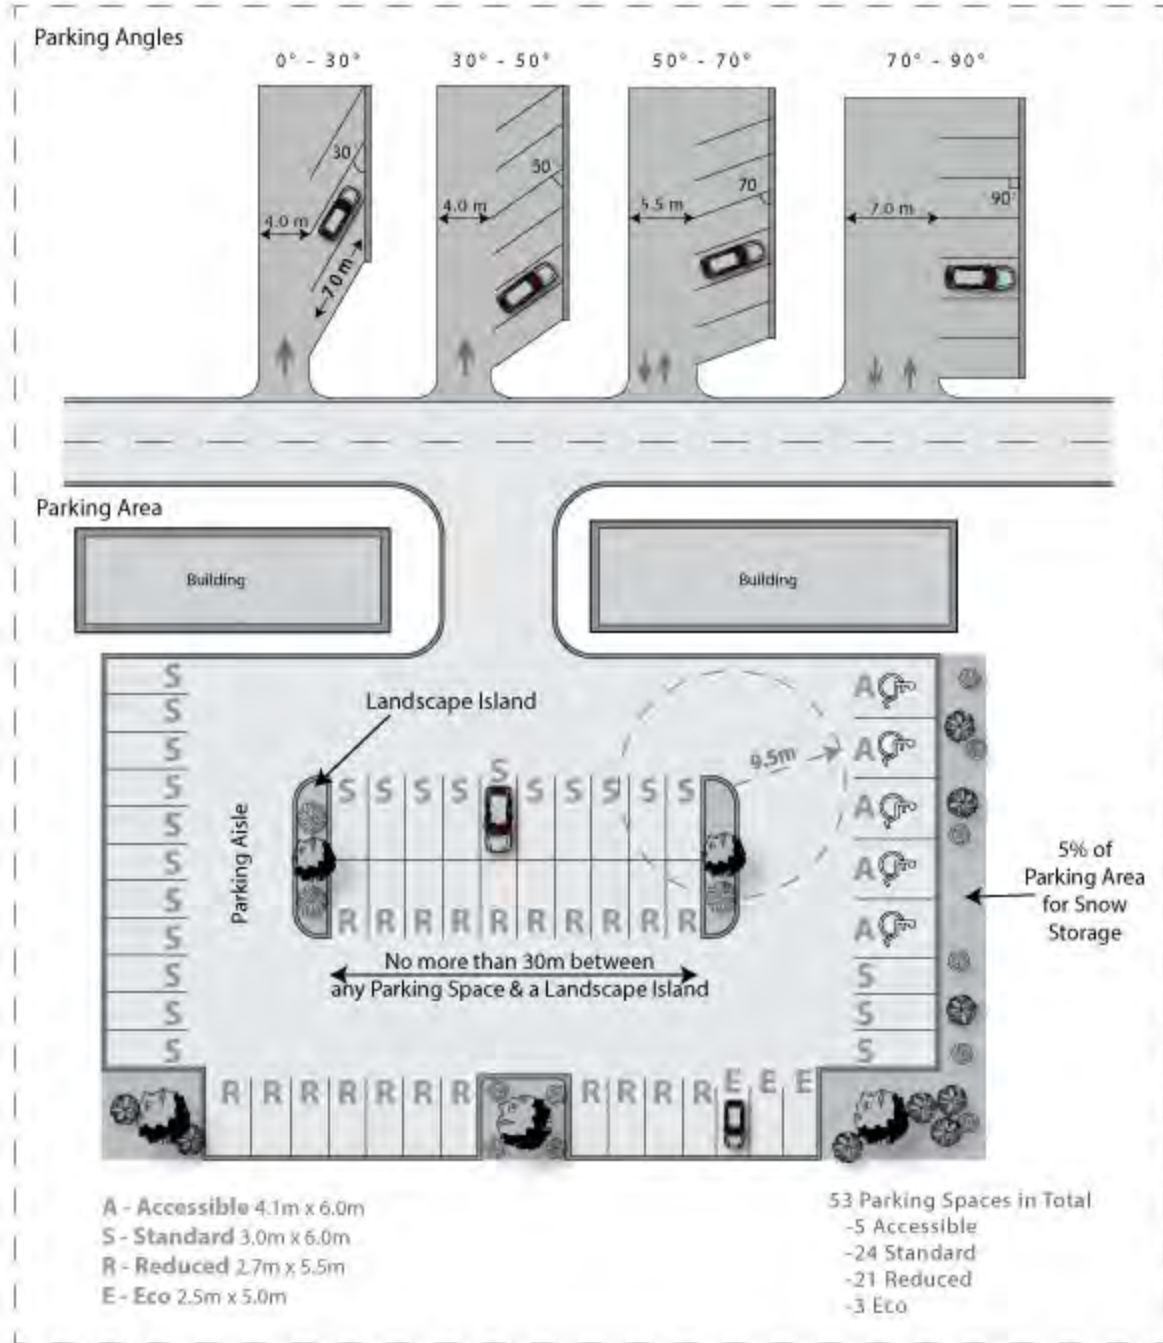 Parking Angles
0° - 30°
30° - 50°
50° - 70°
70° - 90°
30
50
70
90°
4.0 m
4.0 m
5.5 m
7.0 m
7.0 m
Parking Area
Building
Building
S
S
S
S
S
S
S
S
S
S
S
Landscape Island
Parking Aisle
S S S S S S S S S S
R R R R R R R R R R
9.5m
No more than 30m between
any Parking Space & a Landscape Island
A
A
A
A
A
S
S
S
5% of
Parking Area
for Snow
Storage
R R R R R R R
R R R R E E E
A - Accessible 4.1m x 6.0m
S - Standard 3.0m x 6.0m
R - Reduced 2.7m x 5.5m
E - Eco 2.5m x 5.0m
53 Parking Spaces in Total
-5 Accessible
-24 Standard
-21 Reduced
-3 Eco